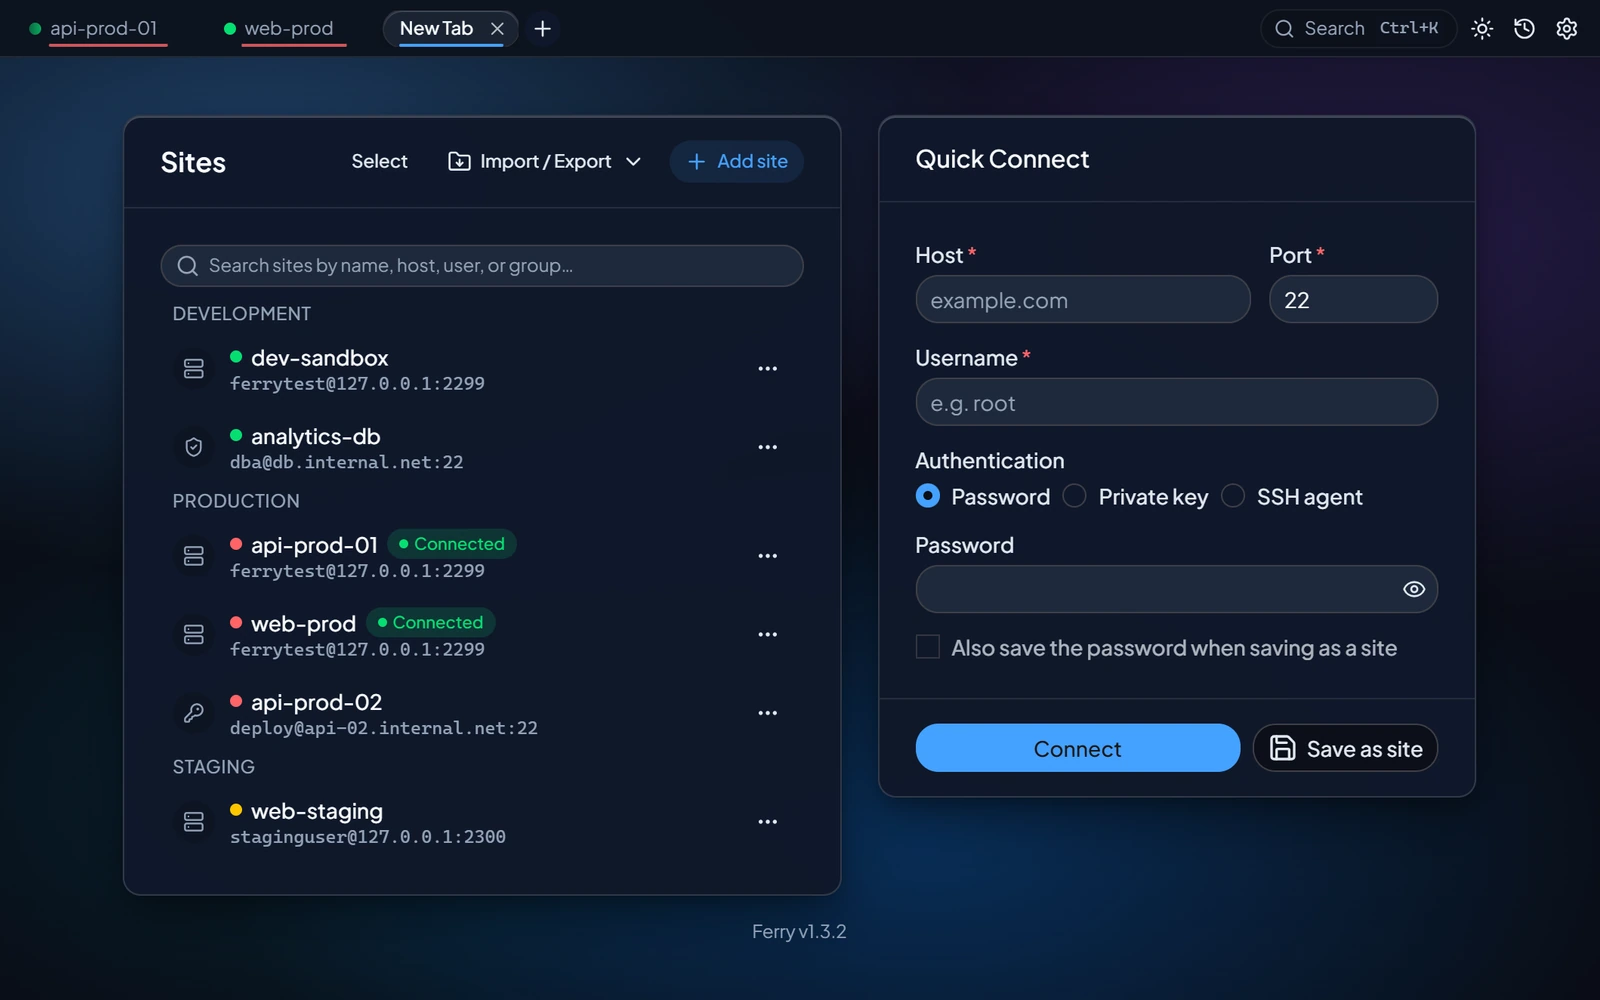 api-prod-01
web-prod
New Tab
Search Ctrl+K
Sites
Select
Import / Export
Add site
Search sites by name, host, user, or group...
DEVELOPMENT
dev-sandbox
ferrytest@127.0.0.1:2299
analytics-db
dba@db.internal.net:22
PRODUCTION
api-prod-01 Connected
ferrytest@127.0.0.1:2299
web-prod Connected
ferrytest@127.0.0.1:2299
api-prod-02
deploy@api-02.internal.net:22
STAGING
web-staging
staginguser@127.0.0.1:2300
Quick Connect
Host *
Port *
example.com
22
Username *
e.g. root
Authentication
Password
Private key
SSH agent
Password
Also save the password when saving as a site
Connect
Save as site
Ferry v1.3.2